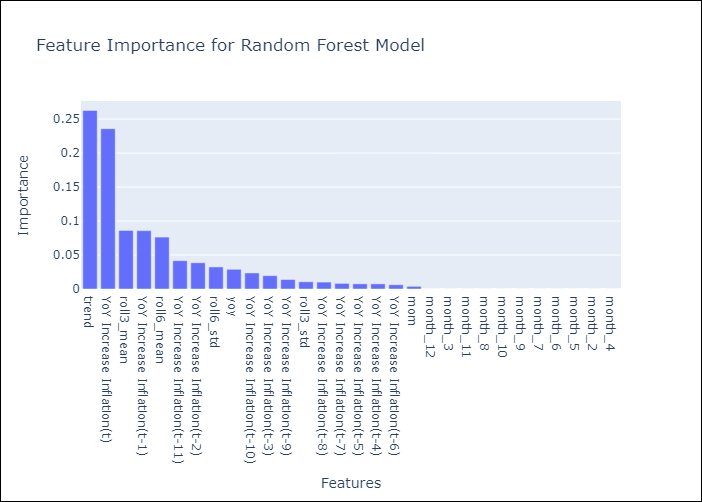 Feature Importance for Random Forest Model
Importance
0.25
0.2
0.15
0.1
0.05
0
trend
YoY Increase Inflation(t)
roll3_mean
YoY Increase Inflation(t-1)
roll6_mean
YoY Increase Inflation(t-11)
YoY Increase Inflation(t-2)
roll6_std
yoy
YoY Increase Inflation(t-10)
YoY Increase Inflation(t-3)
YoY Increase Inflation(t-9)
roll3_std
YoY Increase Inflation(t-8)
YoY Increase Inflation(t-7)
YoY Increase Inflation(t-5)
YoY Increase Inflation(t-4)
YoY Increase Inflation(t-6)
mom
month_12
month_3
month_11
month_8
month_10
month_9
month_7
month_6
month_5
month_2
month_4
Features